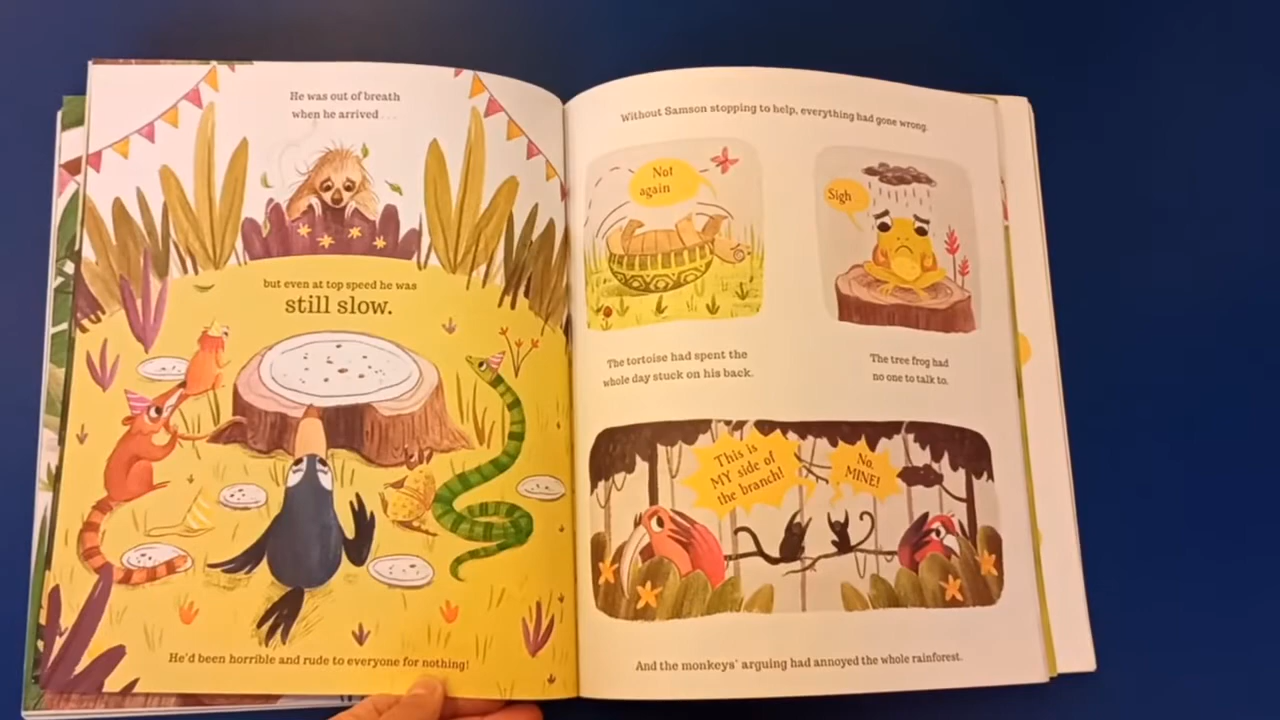 He was out of breath
when he arrived . . .
but even at top speed he was
still slow.
He'd been horrible and rude to everyone for nothing!
Without Samson stopping to help, everything had gone wrong.
Not
again
Sigh
The tortoise had spent the
whole day stuck on his back.
The tree frog had
no one to talk to.
This is
MY side of
the branch!
No,
MINE!
And the monkeys' arguing had annoyed the whole rainforest.